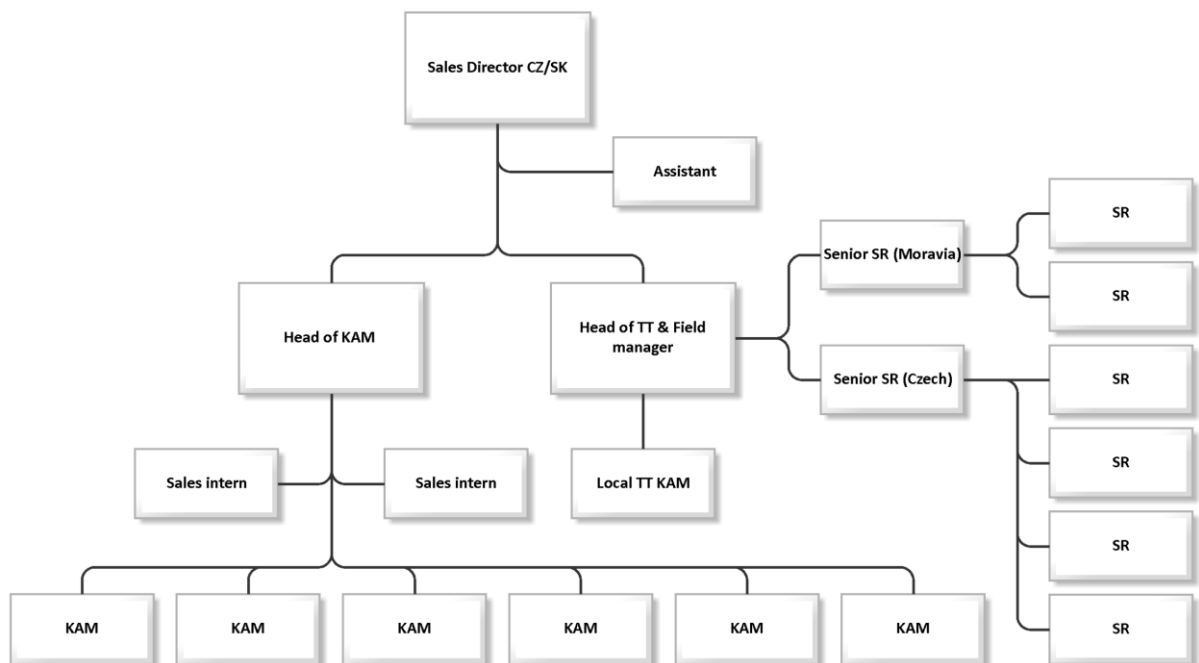 Sales Director CZ/SK
Assistant
SR
Senior SR (Moravia)
SR
Head of KAM
Head of TT & Field
manager
Senior SR (Czech)
SR
SR
Sales intern
Sales intern
Local TT KAM
SR
KAM
KAM
KAM
KAM
KAM
KAM
SR